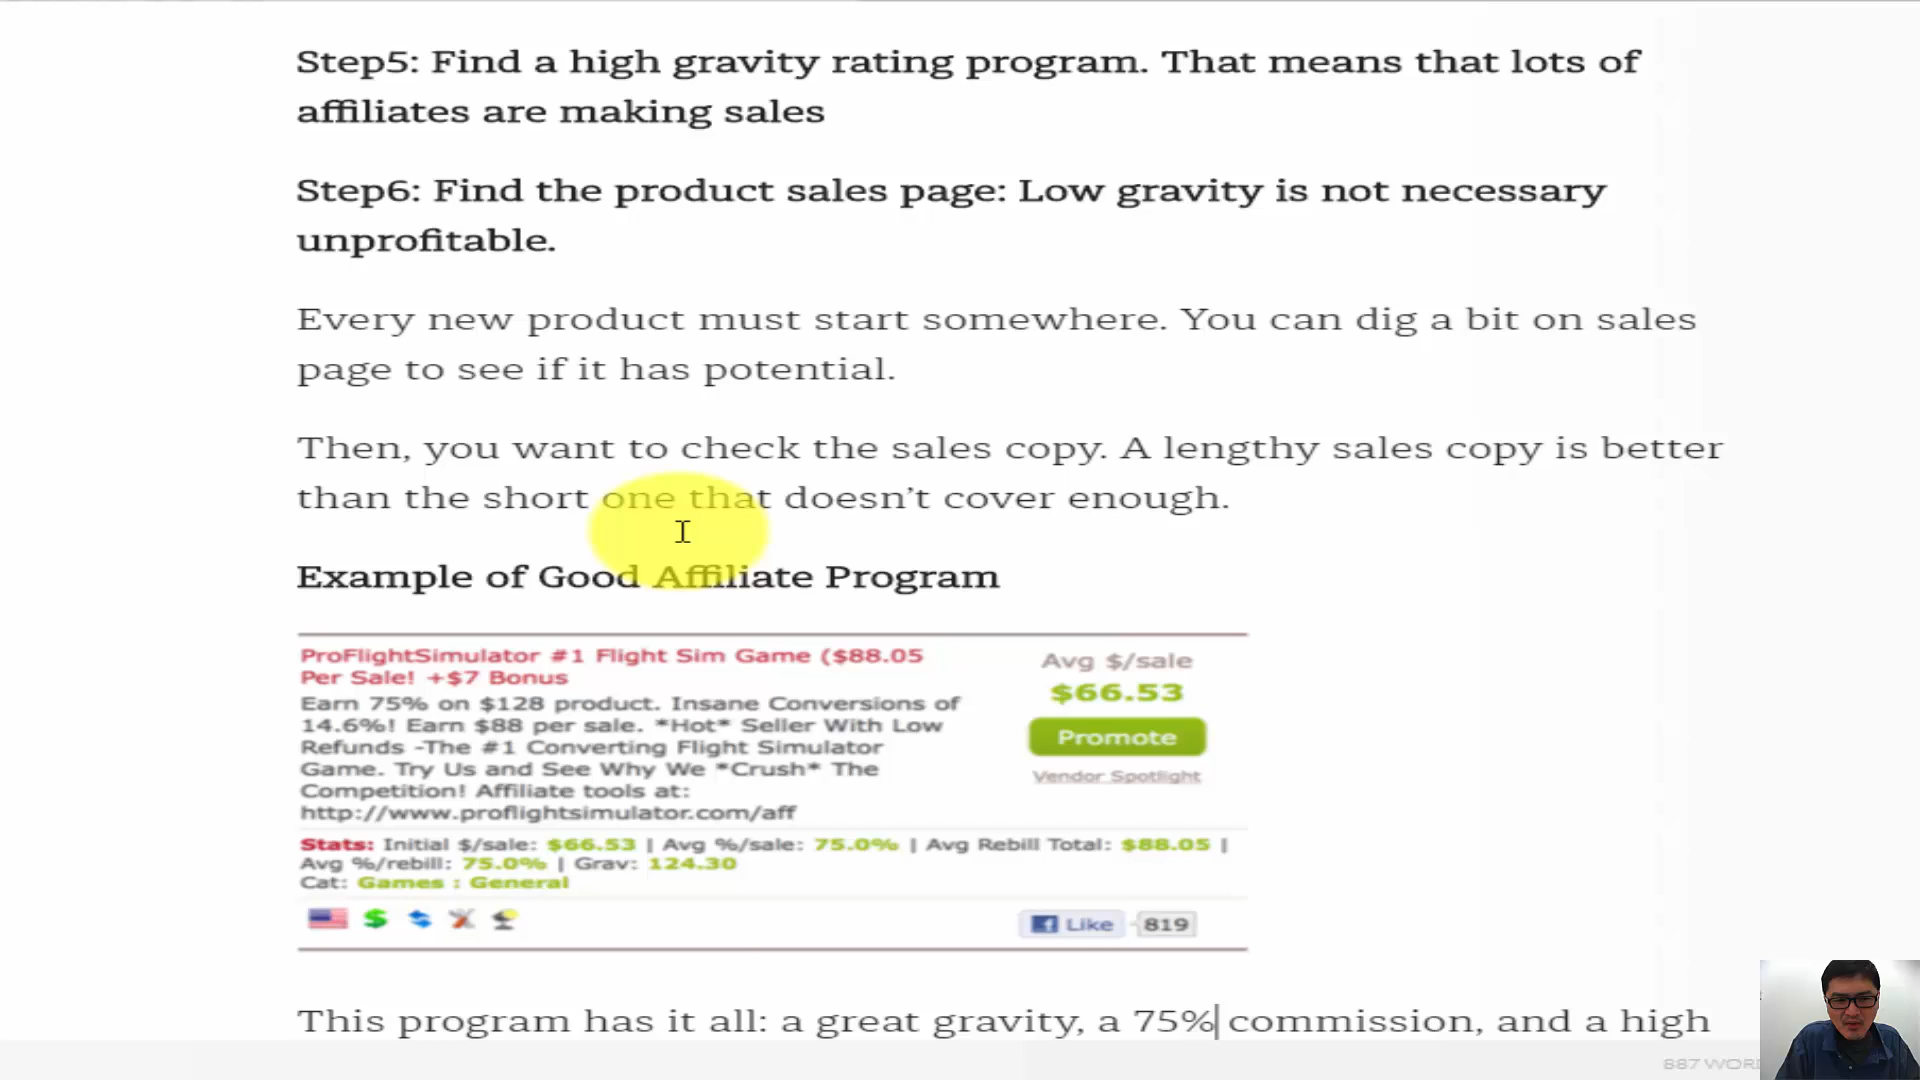 Step5: Find a high gravity rating program. That means that lots of
affiliates are making sales
Step6: Find the product sales page: Low gravity is not necessary
unprofitable.
Every new product must start somewhere. You can dig a bit on sales
page to see if it has potential.
Then, you want to check the sales copy. A lengthy sales copy is better
than the short one that doesn’t cover enough.
Example of Good Affiliate Program
ProFlightSimulator #1 Flight Sim Game ($88.05
Per Sale! +$7 Bonus
Earn 75% on $128 product. Insane Conversions of
14.6%! Earn $88 per sale. *Hot* Seller With Low
Refunds -The #1 Converting Flight Simulator
Game. Try Us and See Why We *Crush* The
Competition! Affiliate tools at:
http://www.proflightsimulator.com/aff
Avg $/sale
$66.53
Promote
Vendor Spotlight
Stats: Initial $/sale: $66.53 | Avg %/sale: 75.0% | Avg Rebill Total: $88.05 |
Avg %/rebill: 75.0% | Grav: 124.30
Cat: Games : General
Like 819
This program has it all: a great gravity, a 75% commission, and a high
887